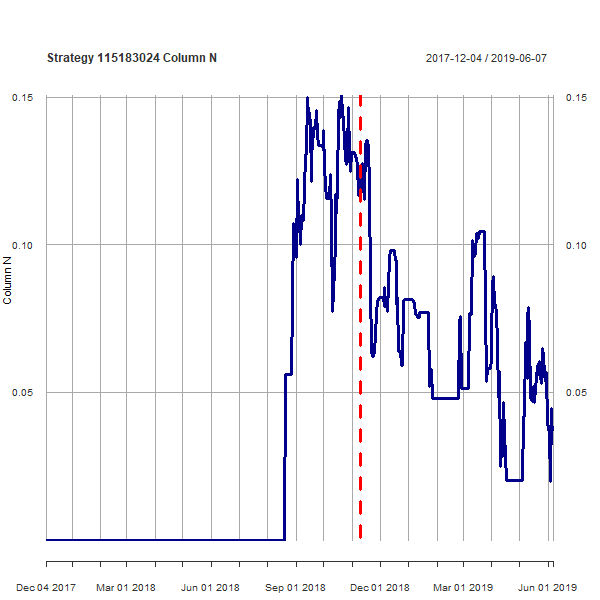 Strategy 115183024 Column N
2017-12-04 / 2019-06-07
0.15
0.15
0.10
0.10
Column N
0.05
0.05
Dec 04 2017
Mar 01 2018
Jun 01 2018
Sep 01 2018
Dec 01 2018
Mar 01 2019
Jun 01 2019